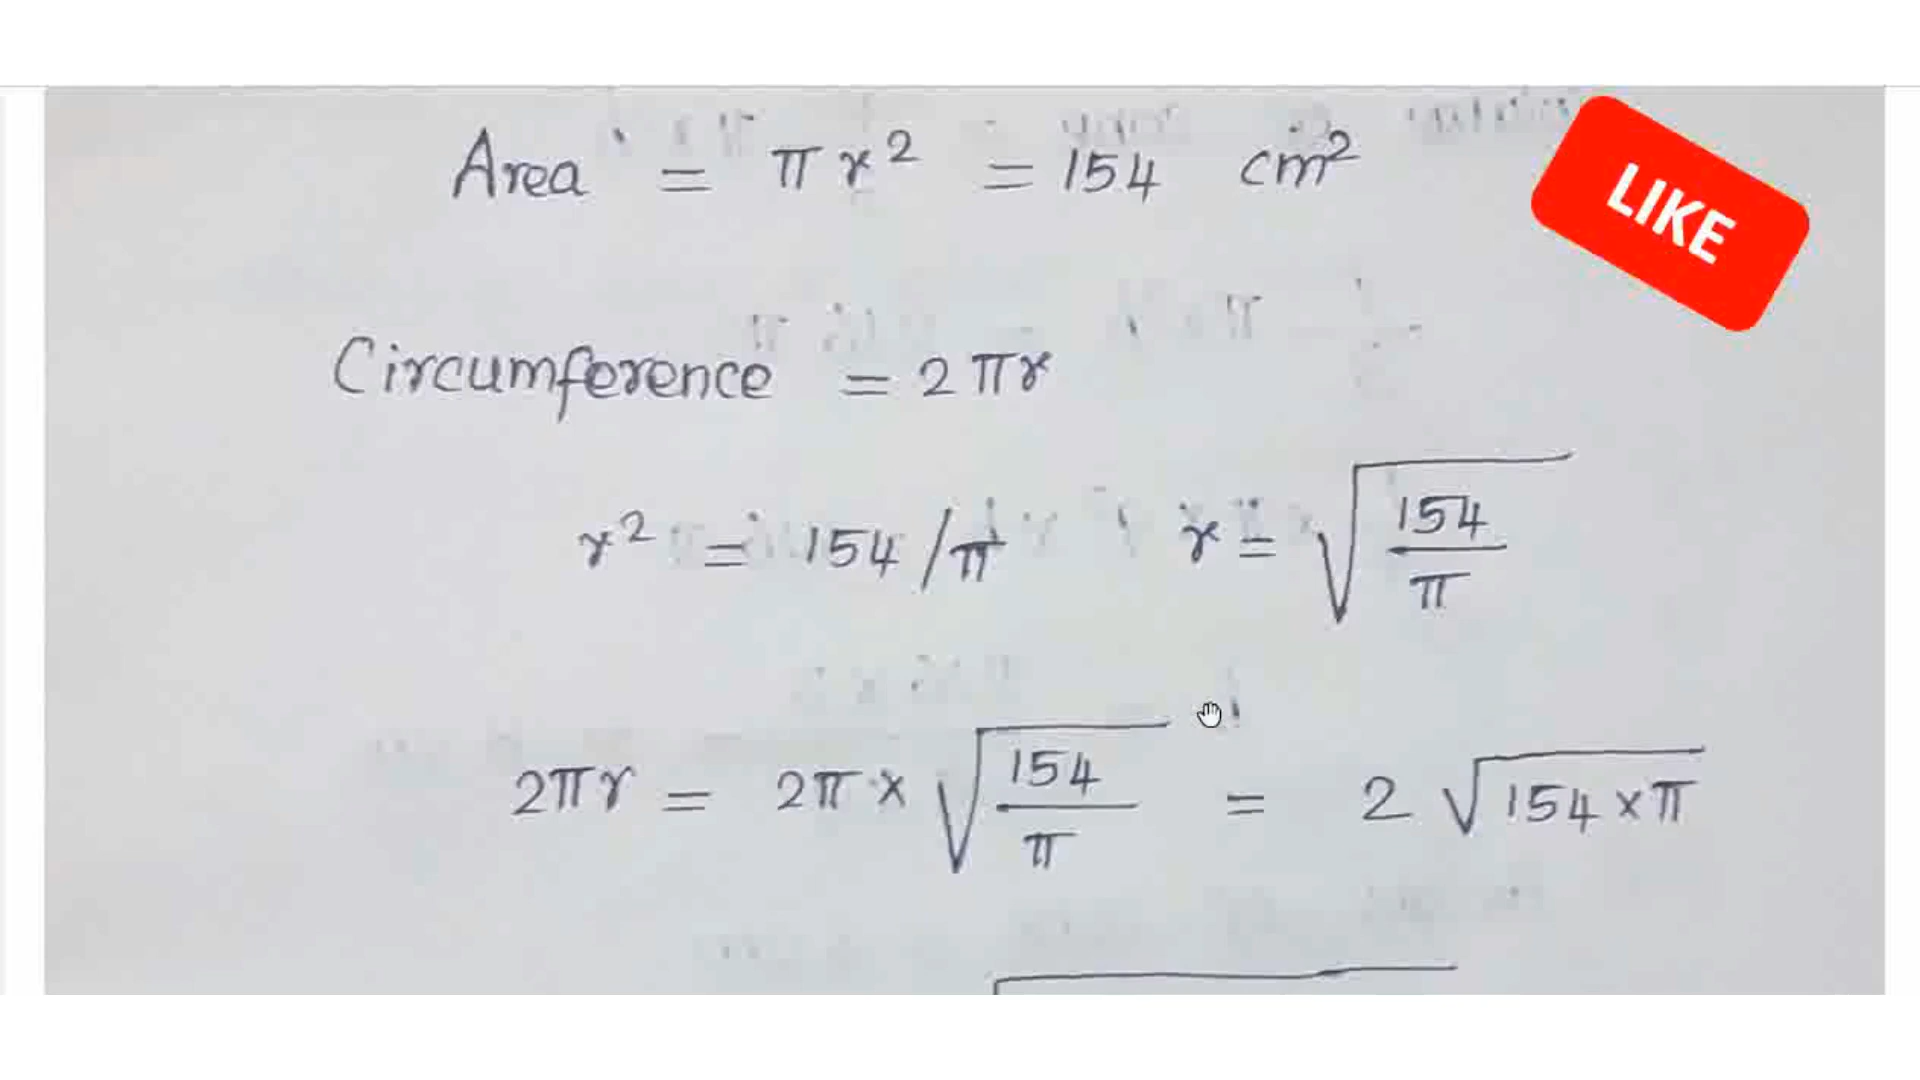 Area = πr² = 154 cm²
LIKE
Circumference = 2πr
r² = 154/π r = √(154/π)
2πr = 2π × √(154/π) = 2√(154×π)